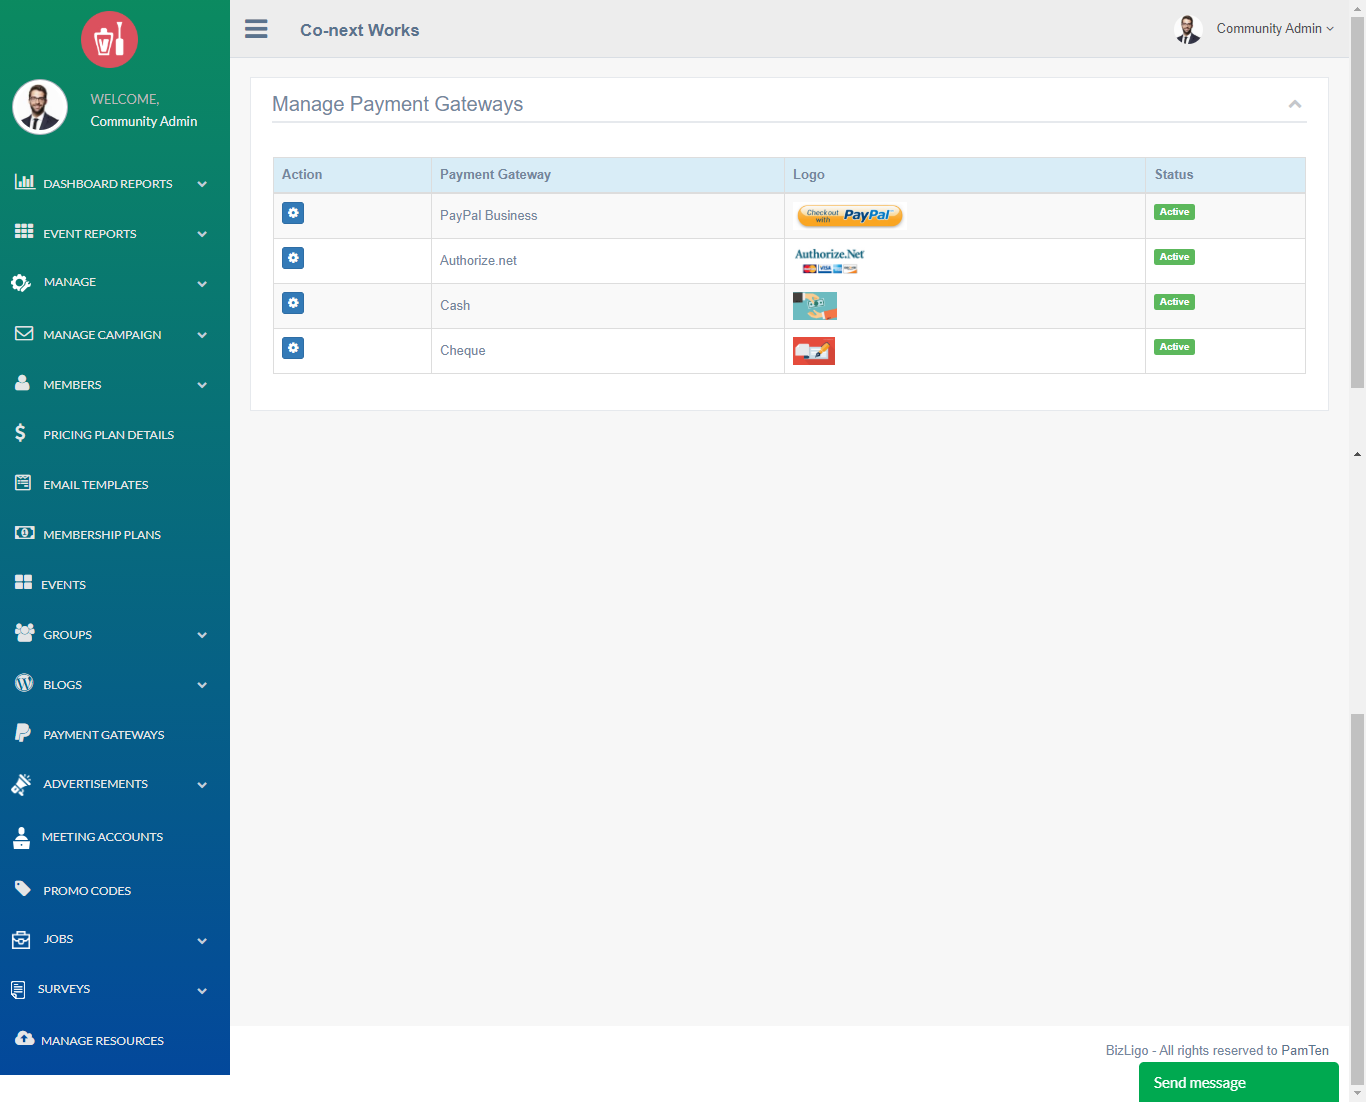 Co-next Works
Community Admin
WELCOME,
Community Admin
DASHBOARD REPORTS
EVENT REPORTS
MANAGE
MANAGE CAMPAIGN
MEMBERS
PRICING PLAN DETAILS
EMAIL TEMPLATES
MEMBERSHIP PLANS
EVENTS
GROUPS
BLOGS
PAYMENT GATEWAYS
ADVERTISEMENTS
MEETING ACCOUNTS
PROMO CODES
JOBS
SURVEYS
MANAGE RESOURCES
Manage Payment Gateways
Action Payment Gateway Logo Status
PayPal Business Check out with PayPal Active
Authorize.net Authorize.Net Active
Cash Active
Cheque Active
BizLigo - All rights reserved to PamTen
Send message